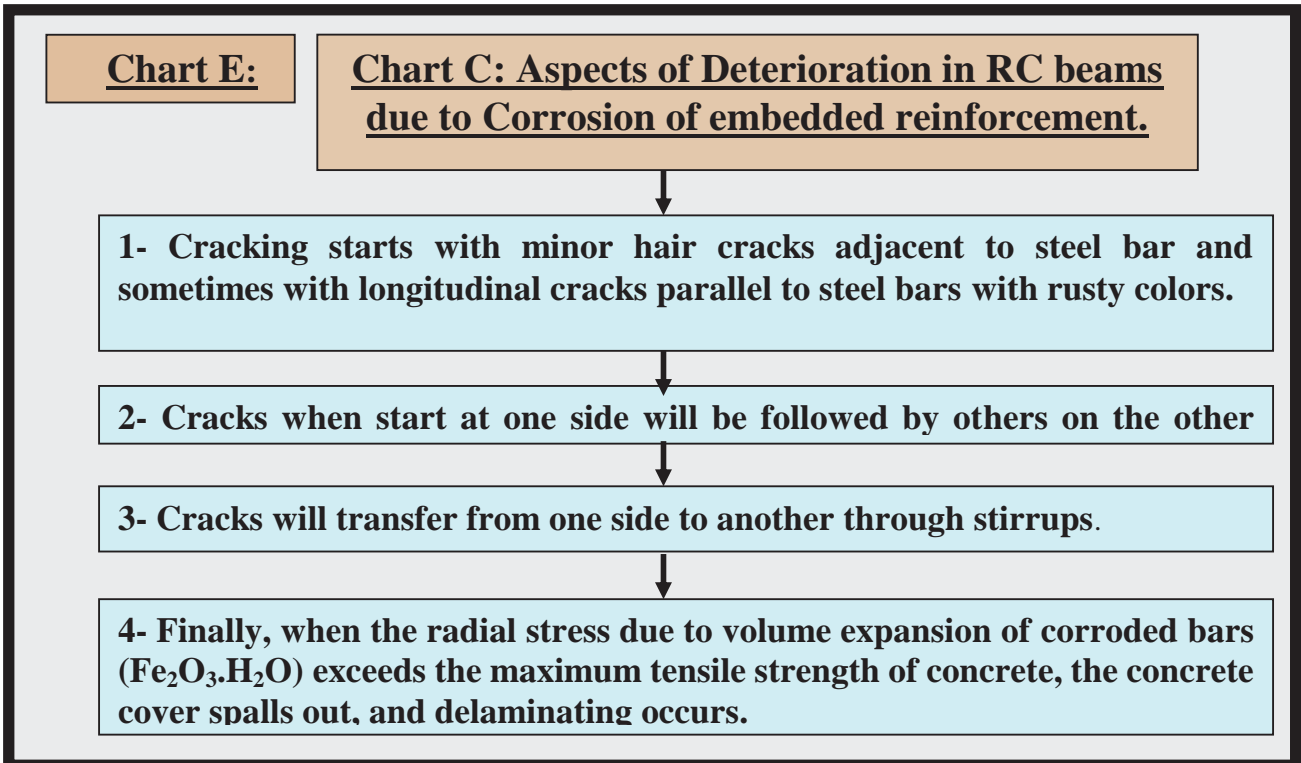 Chart E:
Chart C: Aspects of Deterioration in RC beams
due to Corrosion of embedded reinforcement.
1- Cracking starts with minor hair cracks adjacent to steel bar and
sometimes with longitudinal cracks parallel to steel bars with rusty colors.
2- Cracks when start at one side will be followed by others on the other
3- Cracks will transfer from one side to another through stirrups.
4- Finally, when the radial stress due to volume expansion of corroded bars
(Fe₂O₃.H₂O) exceeds the maximum tensile strength of concrete, the concrete
cover spalls out, and delaminating occurs.